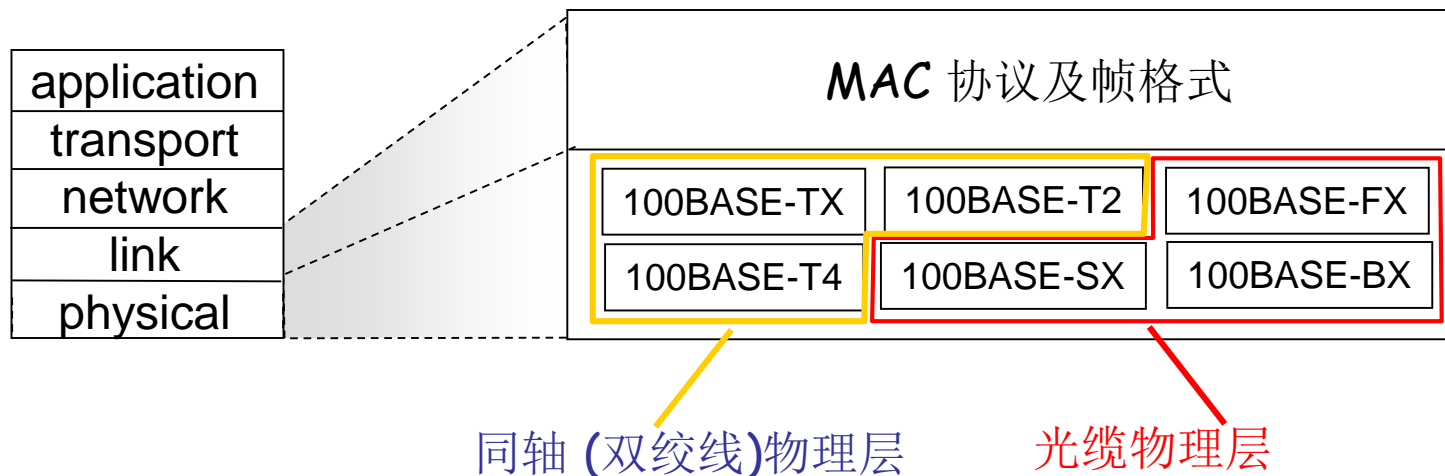 application
transport
network
link
physical
MAC 协议及帧格式
100BASE-TX
100BASE-T2
100BASE-FX
100BASE-T4
100BASE-SX
100BASE-BX
同轴 (双绞线)物理层
光缆物理层